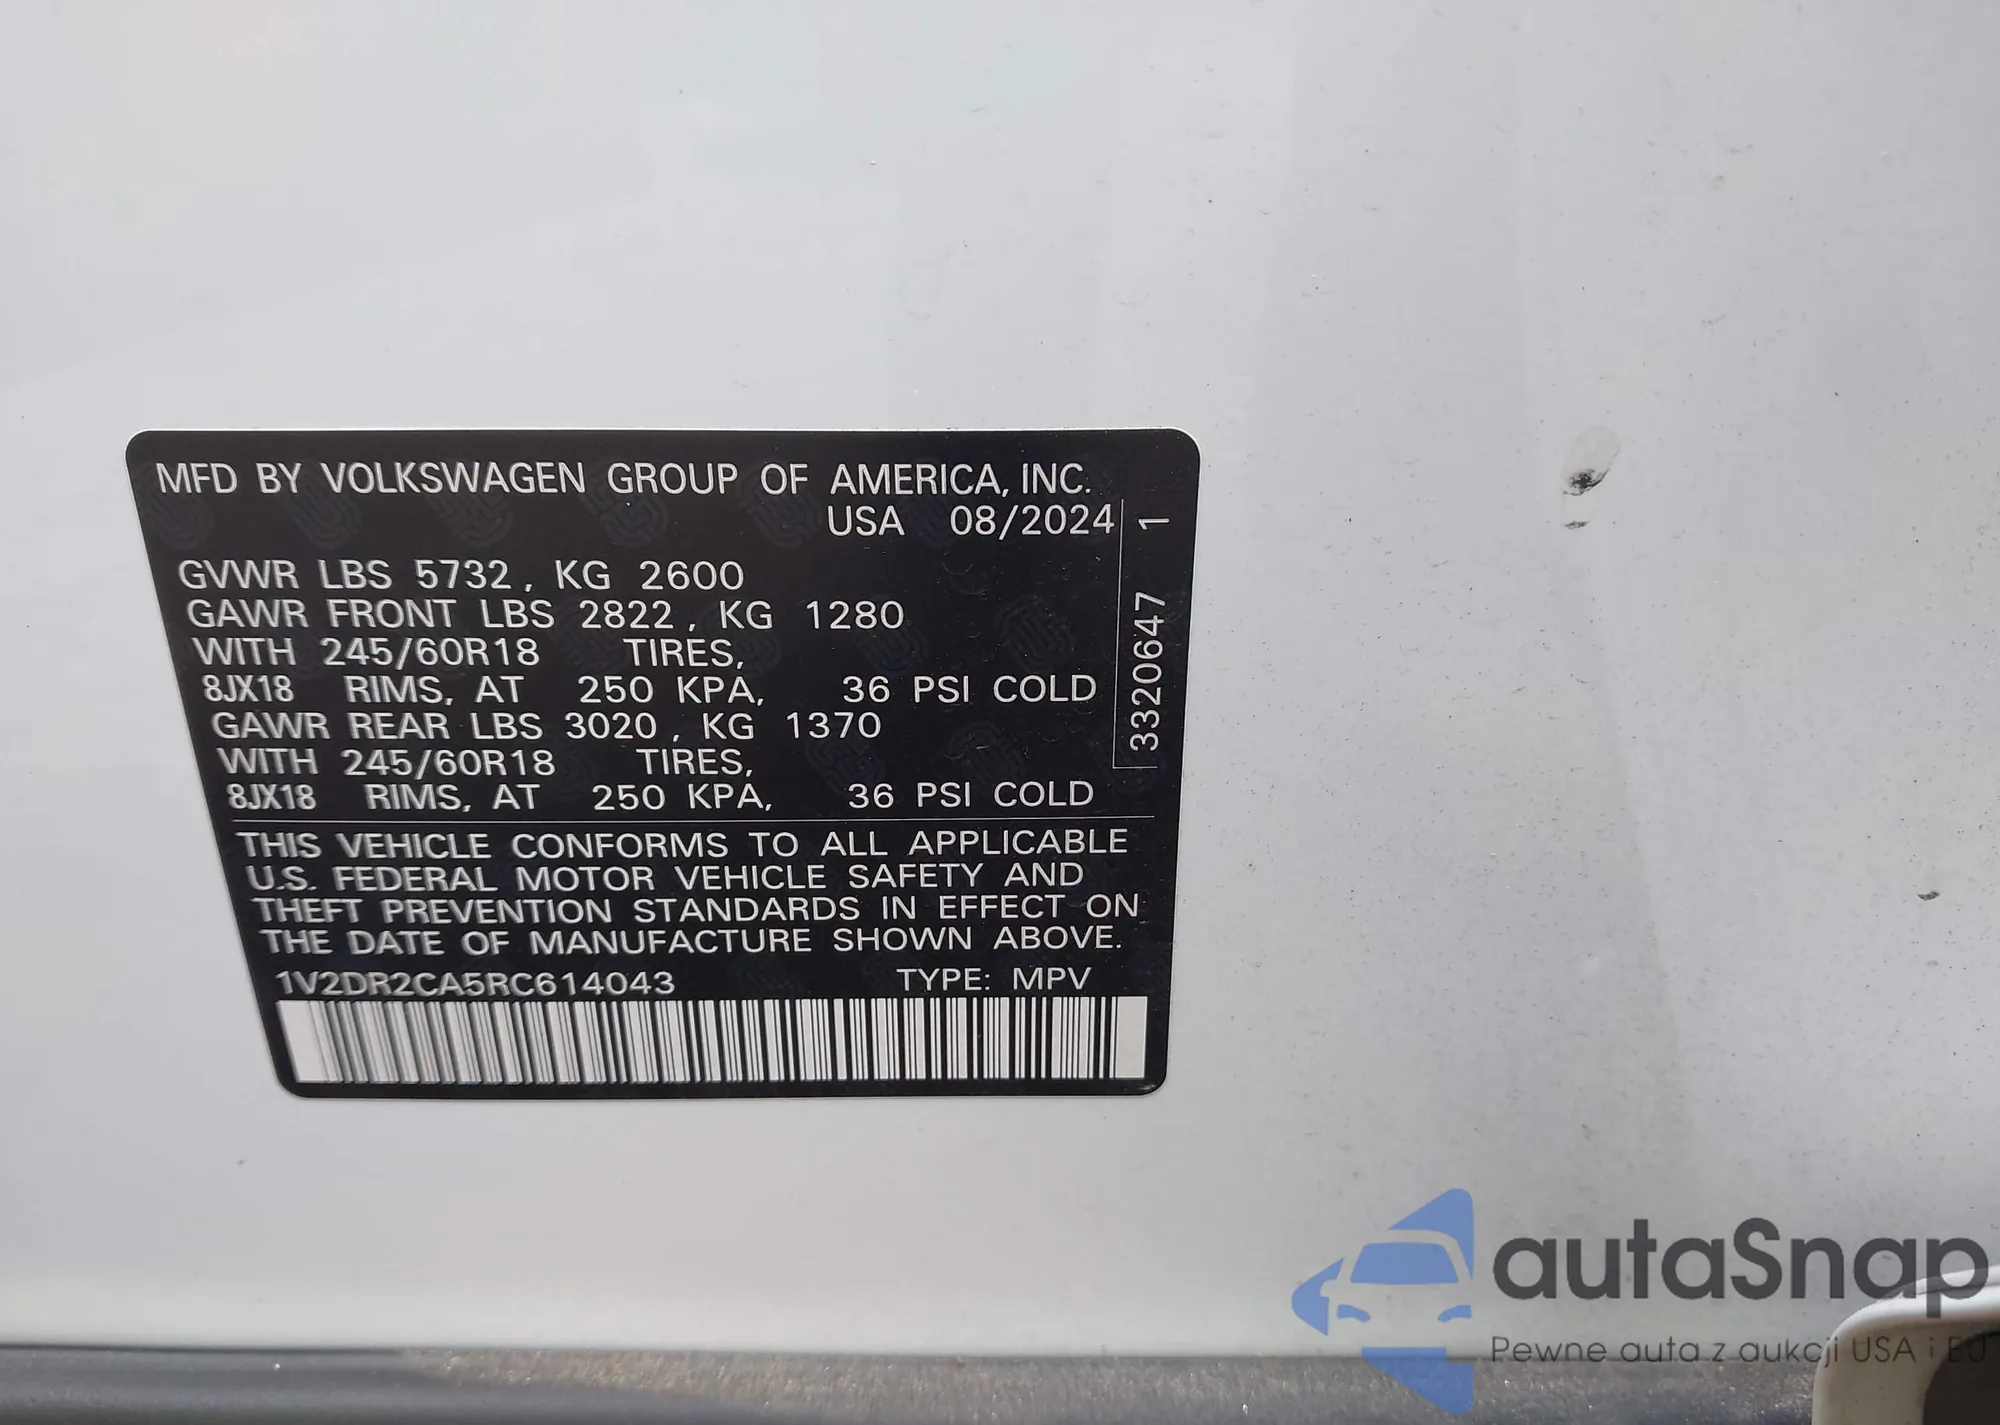 MFD BY VOLKSWAGEN GROUP OF AMERICA, INC.
USA 08/2024
GVWR LBS 5732, KG 2600
GAWR FRONT LBS 2822, KG 1280
WITH 245/60R18 TIRES,
8JX18 RIMS, AT 250 KPA, 36 PSI COLD
GAWR REAR LBS 3020, KG 1370
WITH 245/60R18 TIRES,
8JX18 RIMS, AT 250 KPA, 36 PSI COLD
3320647 1
THIS VEHICLE CONFORMS TO ALL APPLICABLE
U.S. FEDERAL MOTOR VEHICLE SAFETY AND
THEFT PREVENTION STANDARDS IN EFFECT ON
THE DATE OF MANUFACTURE SHOWN ABOVE.
1V2DR2CA5RC614043 TYPE: MPV
autaSnap
Pewne auta z aukcji USA i EU